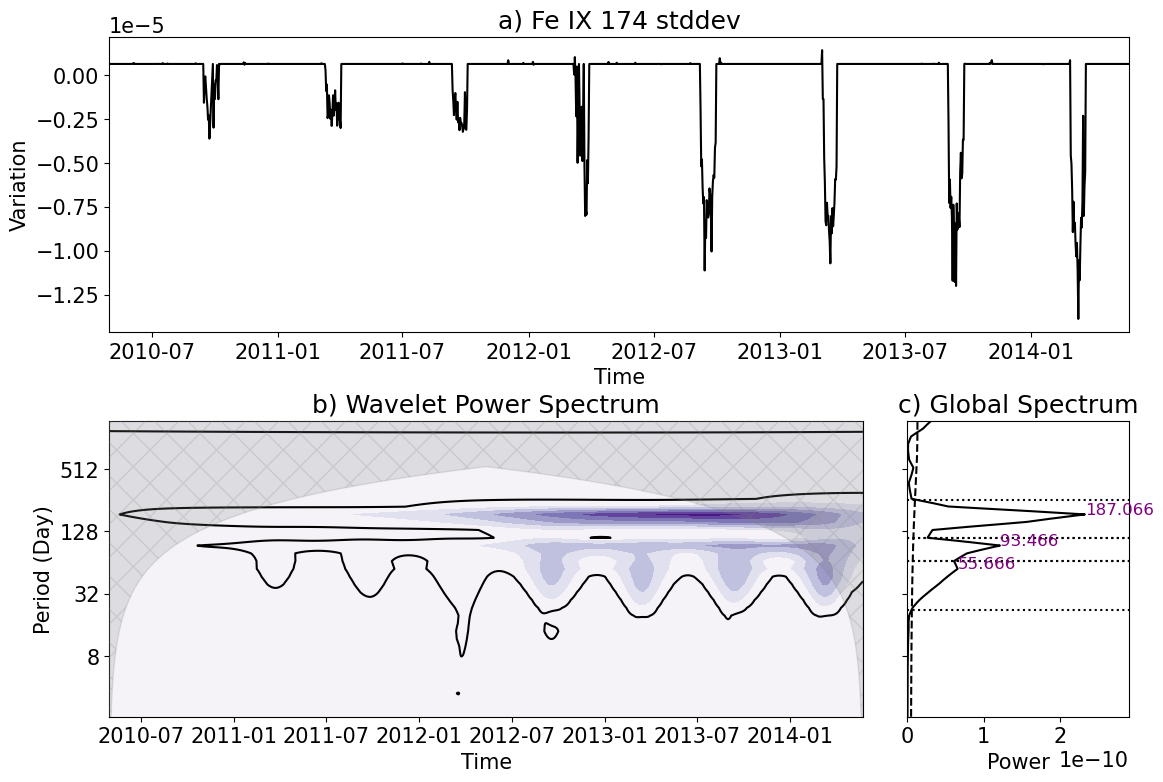 a) Fe IX 174 stddev
1e−5
0.00
−0.25
−0.50
−0.75
−1.00
−1.25
Variation
2010-07 2011-01 2011-07 2012-01 2012-07 2013-01 2013-07 2014-01
Time
b) Wavelet Power Spectrum
512
128
32
8
Period (Day)
2010-07 2011-01 2011-07 2012-01 2012-07 2013-01 2013-07 2014-01
Time
c) Global Spectrum
187.066
93.466
55.666
0 1 2
Power 1e−10